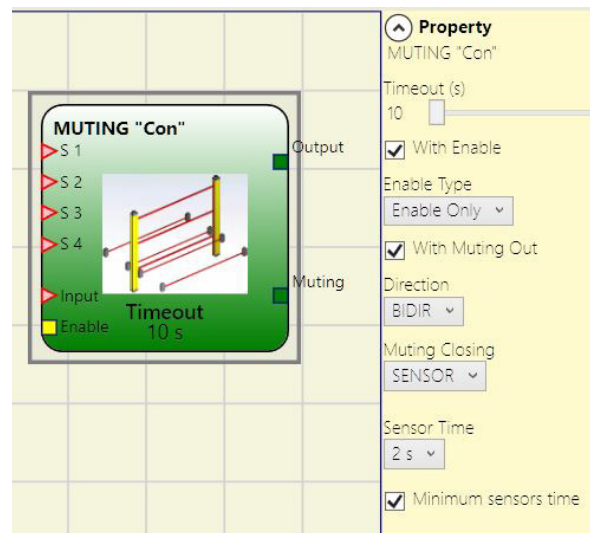 MUTING "Con"
S 1
S 2
S 3
S 4
Input
Enable
Output
Muting
Timeout
10 s
Property
MUTING "Con"
Timeout (s)
10
With Enable
Enable Type
Enable Only
With Muting Out
Direction
BIDIR
Muting Closing
SENSOR
Sensor Time
2 s
Minimum sensors time